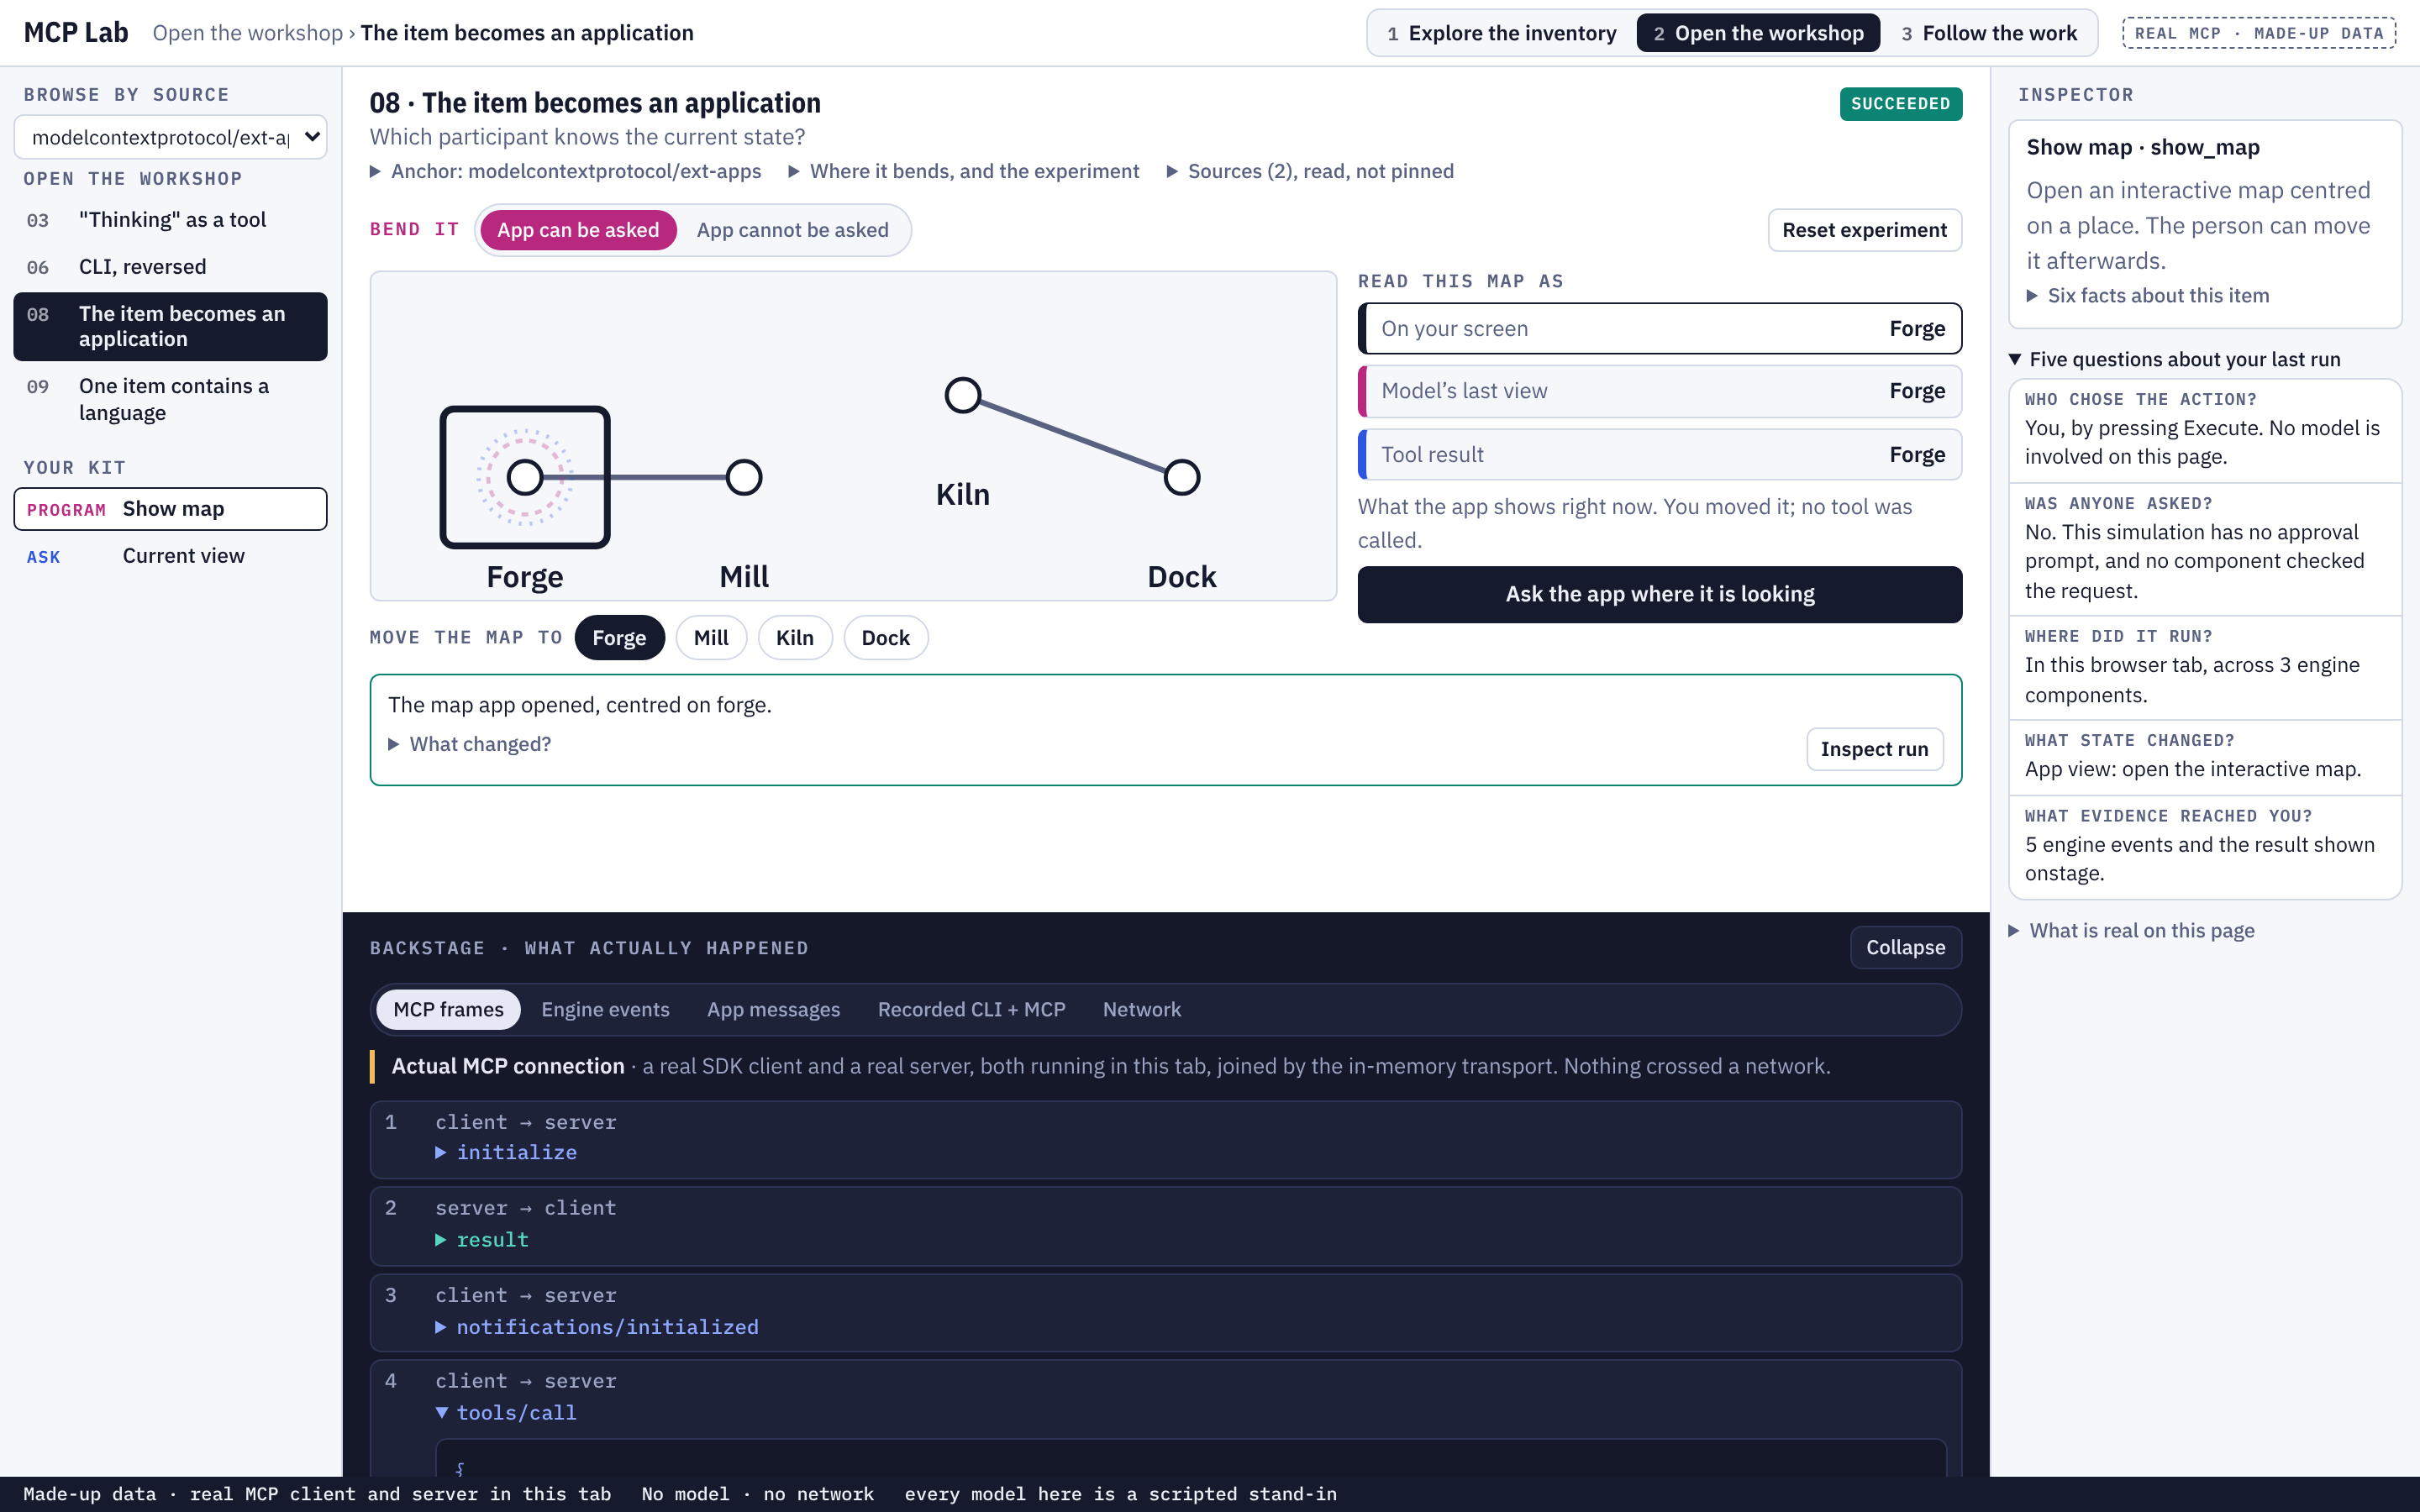 MCP Lab
Open the workshop › The item becomes an application
1 Explore the inventory
2 Open the workshop
3 Follow the work
REAL MCP · MADE-UP DATA
BROWSE BY SOURCE
modelcontextprotocol/ext-a
OPEN THE WORKSHOP
03 "Thinking" as a tool
06 CLI, reversed
08 The item becomes an
application
09 One item contains a
language
YOUR KIT
PROGRAM Show map
ASK Current view
08 · The item becomes an application
SUCCEEDED
Which participant knows the current state?
Anchor: modelcontextprotocol/ext-apps
Where it bends, and the experiment
Sources (2), read, not pinned
BEND IT
App can be asked
App cannot be asked
Reset experiment
Forge
Mill
Kiln
Dock
READ THIS MAP AS
On your screen Forge
Model’s last view Forge
Tool result Forge
What the app shows right now. You moved it; no tool was
called.
Ask the app where it is looking
MOVE THE MAP TO
Forge
Mill
Kiln
Dock
The map app opened, centred on forge.
What changed?
Inspect run
BACKSTAGE · WHAT ACTUALLY HAPPENED
Collapse
MCP frames
Engine events
App messages
Recorded CLI + MCP
Network
Actual MCP connection · a real SDK client and a real server, both running in this tab, joined by the in-memory transport. Nothing crossed a network.
1 client → server
initialize
2 server → client
result
3 client → server
notifications/initialized
4 client → server
tools/call
{
INSPECTOR
Show map · show_map
Open an interactive map centred
on a place. The person can move
it afterwards.
Six facts about this item
Five questions about your last run
WHO CHOSE THE ACTION?
You, by pressing Execute. No model is
involved on this page.
WAS ANYONE ASKED?
No. This simulation has no approval
prompt, and no component checked
the request.
WHERE DID IT RUN?
In this browser tab, across 3 engine
components.
WHAT STATE CHANGED?
App view: open the interactive map.
WHAT EVIDENCE REACHED YOU?
5 engine events and the result shown
onstage.
What is real on this page
Made-up data · real MCP client and server in this tab
No model · no network
every model here is a scripted stand-in